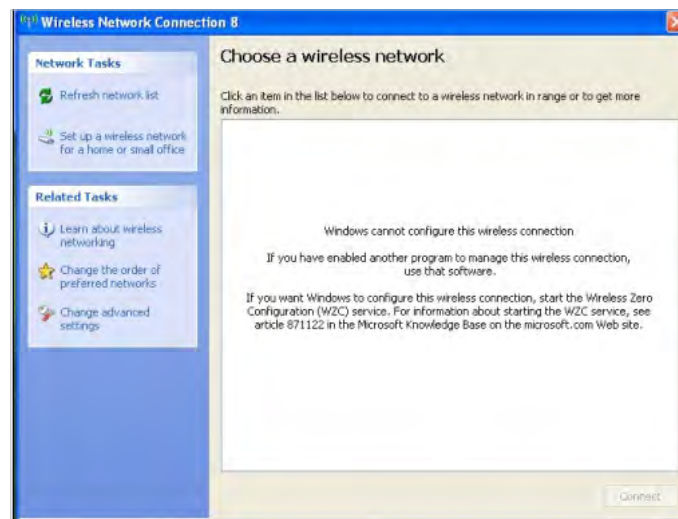 Wireless Network Connection 8
Network Tasks
Refresh network list
Set up a wireless network
for a home or small office
Related Tasks
Learn about wireless
networking
Change the order of
preferred networks
Change advanced
settings
Choose a wireless network
Click an item in the list below to connect to a wireless network in range or to get more
information.
Windows cannot configure this wireless connection
If you have enabled another program to manage this wireless connection,
use that software.
If you want Windows to configure this wireless connection, start the Wireless Zero
Configuration (WZC) service. For information about starting the WZC service, see
article 871122 in the Microsoft Knowledge Base on the microsoft.com Web site.
Connect